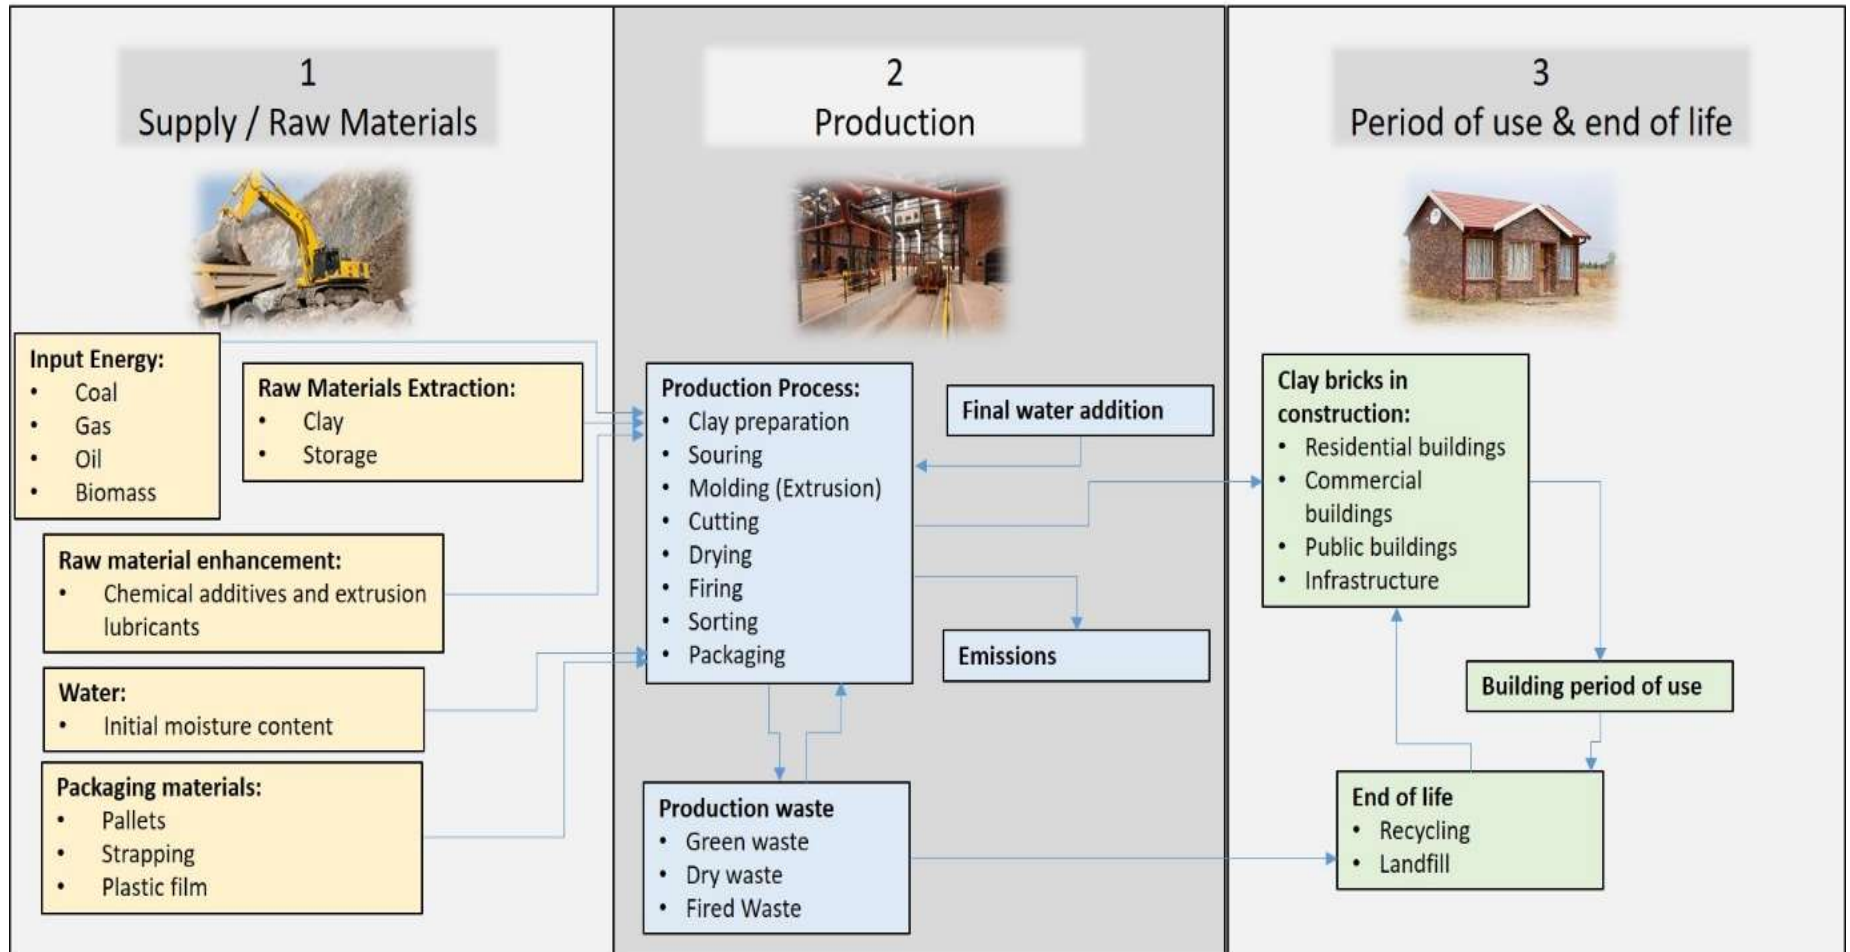 1
Supply / Raw Materials
Input Energy:
• Coal
• Gas
• Oil
• Biomass
Raw Materials Extraction:
• Clay
• Storage
Raw material enhancement:
• Chemical additives and extrusion
lubricants
Water:
• Initial moisture content
Packaging materials:
• Pallets
• Strapping
• Plastic film
2
Production
Production Process:
• Clay preparation
• Souring
• Molding (Extrusion)
• Cutting
• Drying
• Firing
• Sorting
• Packaging
Final water addition
Emissions
Production waste
• Green waste
• Dry waste
• Fired Waste
3
Period of use & end of life
Clay bricks in
construction:
• Residential buildings
• Commercial
buildings
• Public buildings
• Infrastructure
Building period of use
End of life
• Recycling
• Landfill